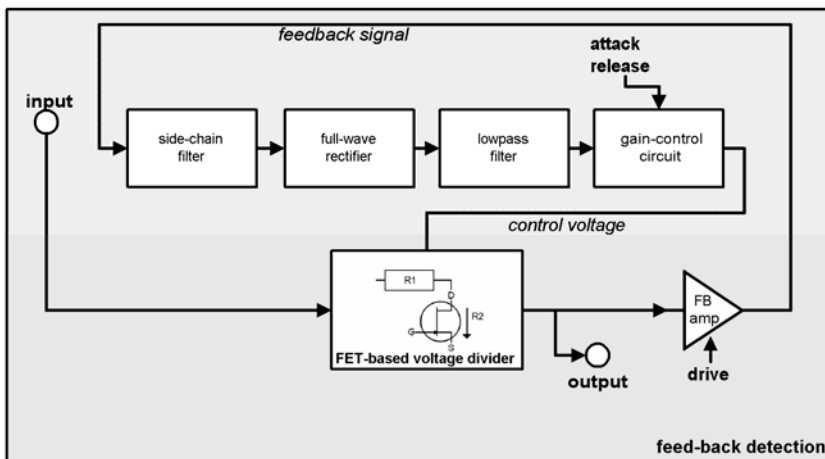 feedback signal
attack
release
input
side-chain
filter
full-wave
rectifier
lowpass
filter
gain-control
circuit
control voltage
R1
D
R2
G
S
FET-based voltage divider
FB
amp
drive
output
feed-back detection